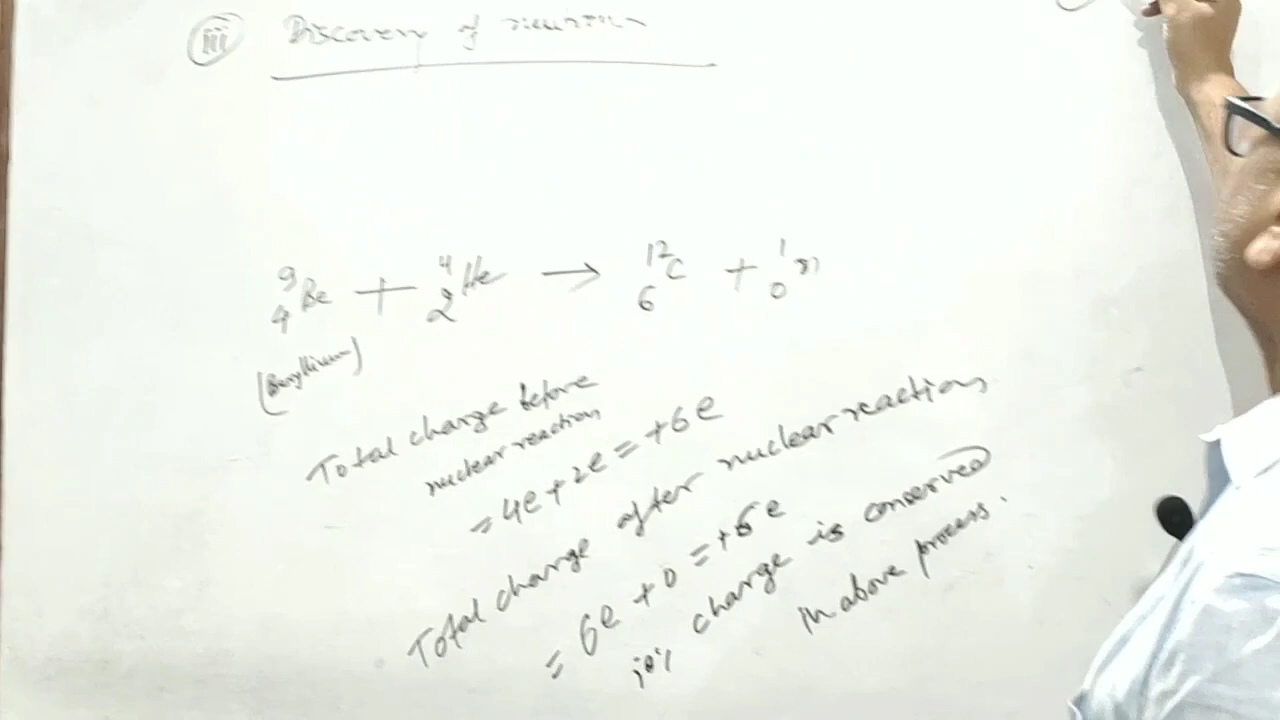 (iii) Discovery of neutron
⁹₄Be + ⁴₂He → ¹²₆C + ¹₀n
(Beryllium)
Total charge before
nuclear reaction
= 4e + 2e = +6e
Total charge after nuclear reaction
= 6e + 0 = +6e
charge is conserved
in above process.